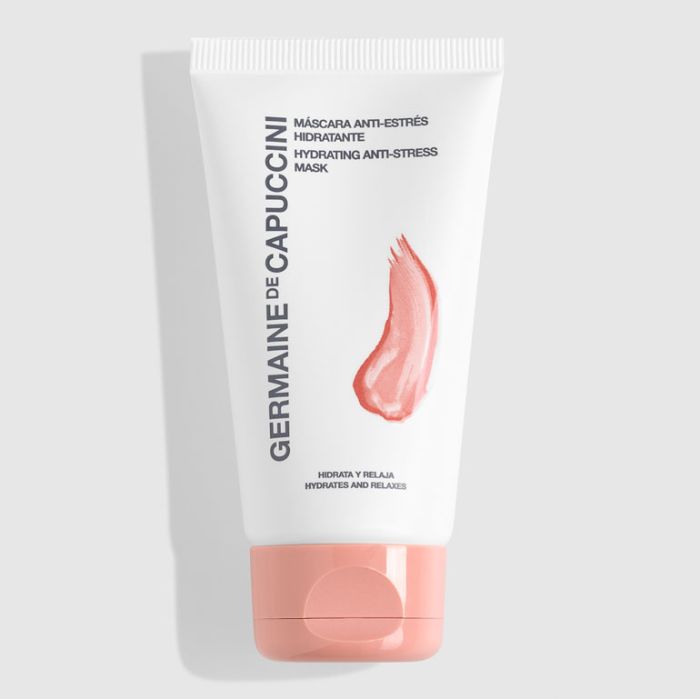 GERMAINE DE CAPUCCINI
MÁSCARA ANTI-ESTRÉS
HIDRATANTE
HYDRATING ANTI-STRESS
MASK
HIDRATA Y RELAJA
HYDRATES AND RELAXES